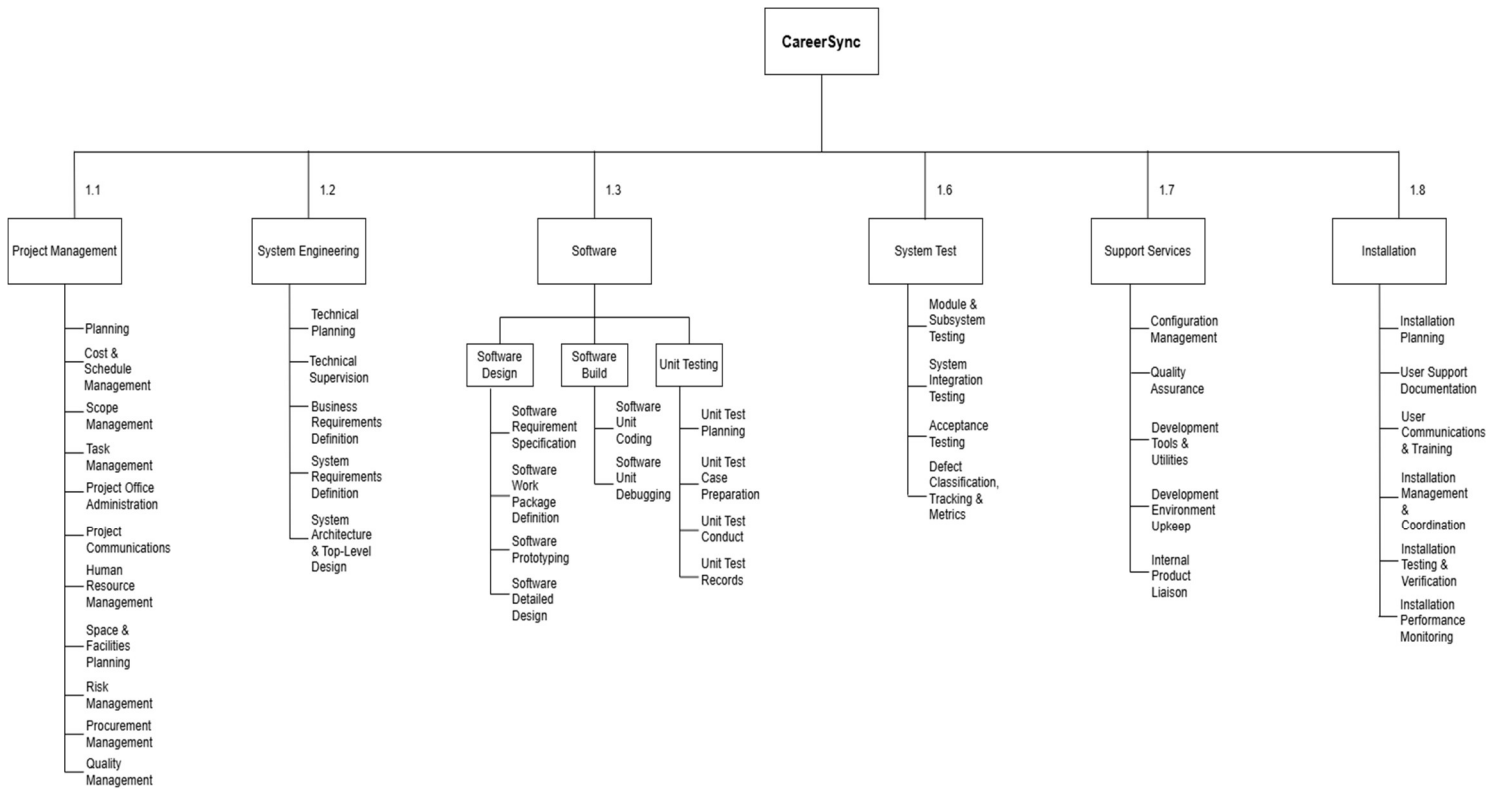 CareerSync
1.1
1.2
1.3
1.6
1.7
1.8
Project Management
System Engineering
Software
System Test
Support Services
Installation
Planning
Cost &
Schedule
Management
Scope
Management
Task
Management
Project Office
Administration
Project
Communications
Human
Resource
Management
Space &
Facilities
Planning
Risk
Management
Procurement
Management
Quality
Management
Technical
Planning
Technical
Supervision
Business
Requirements
Definition
System
Requirements
Definition
System
Architecture
& Top-Level
Design
Software
Design
Software
Requirement
Specification
Software
Work
Package
Definition
Software
Prototyping
Software
Detailed
Design
Software
Build
Software
Unit
Coding
Software
Unit
Debugging
Unit Testing
Unit Test
Planning
Unit Test
Case
Preparation
Unit Test
Conduct
Unit Test
Records
Module &
Subsystem
Testing
System
Integration
Testing
Acceptance
Testing
Defect
Classification,
Tracking &
Metrics
Configuration
Management
Quality
Assurance
Development
Tools &
Utilities
Development
Environment
Upkeep
Internal
Product
Liaison
Installation
Planning
User Support
Documentation
User
Communications
& Training
Installation
Management
&
Coordination
Installation
Testing &
Verification
Installation
Performance
Monitoring